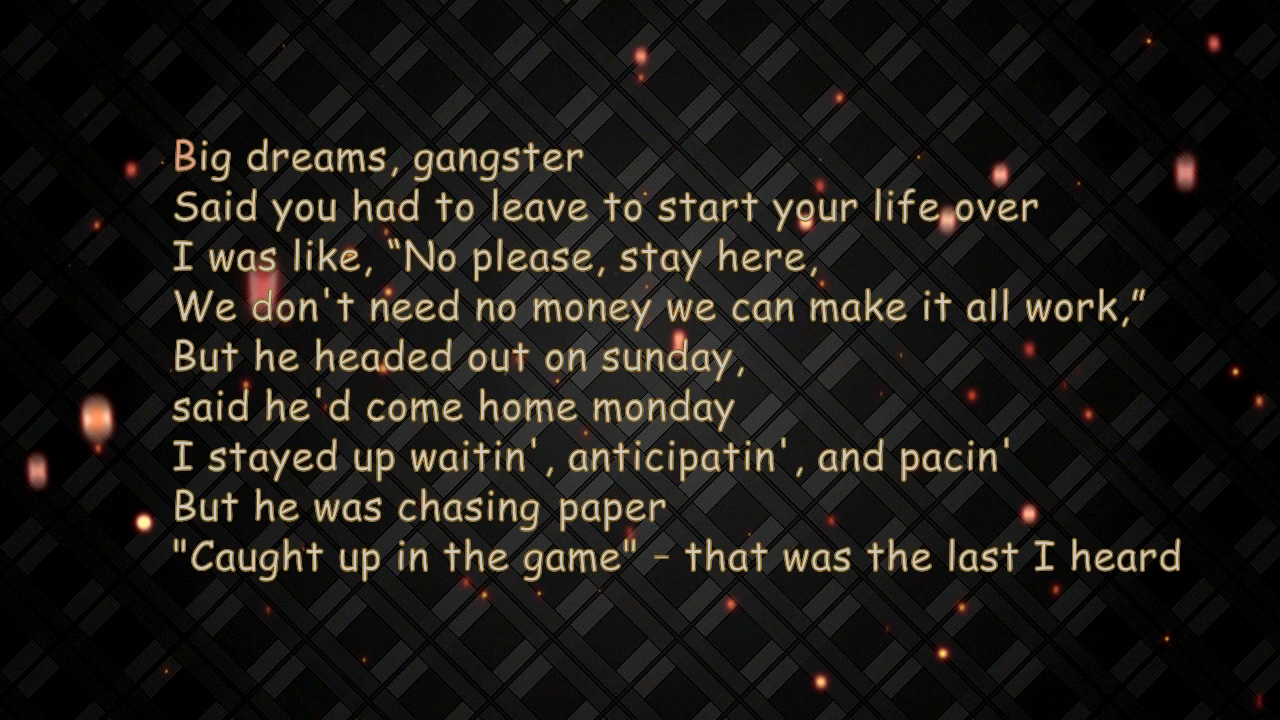 Big dreams, gangster
Said you had to leave to start your life over
I was like, “No please, stay here,
We don't need no money we can make it all work,”
But he headed out on sunday,
said he'd come home monday
I stayed up waitin', anticipatin', and pacin'
But he was chasing paper
"Caught up in the game" – that was the last I heard